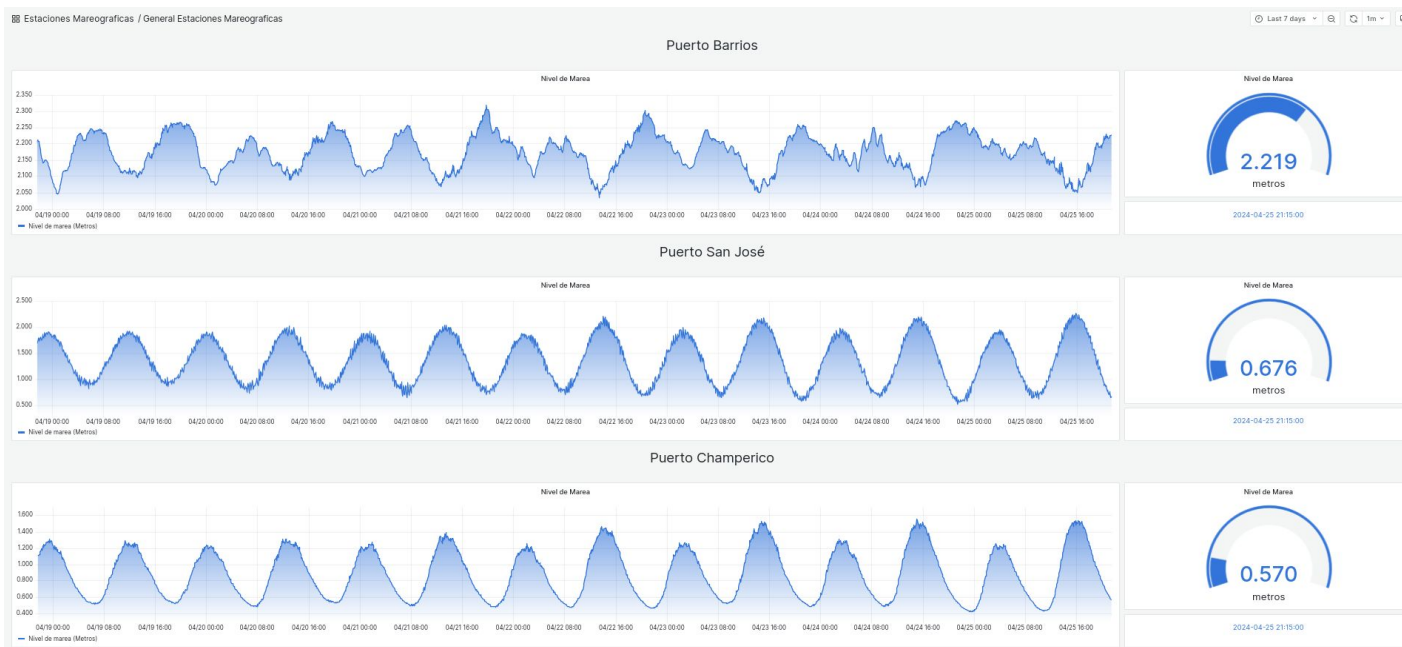 Estaciones Mareograficas / General Estaciones Mareograficas
Last 7 days
1m
Puerto Barrios
Nivel de Marea
2.350
2.300
2.250
2.200
2.150
2.100
2.050
2.000
04/19 00:00 04/19 08:00 04/19 16:00 04/20 00:00 04/20 08:00 04/20 16:00 04/21 00:00 04/21 08:00 04/21 16:00 04/22 00:00 04/22 08:00 04/22 16:00 04/23 00:00 04/23 08:00 04/23 16:00 04/24 00:00 04/24 08:00 04/24 16:00 04/25 00:00 04/25 08:00 04/25 16:00
Nivel de marea (Metros)
Nivel de Marea
2.219
metros
2024-04-25 21:15:00
Puerto San José
Nivel de Marea
2.500
2.000
1.500
1.000
0.500
04/19 00:00 04/19 08:00 04/19 16:00 04/20 00:00 04/20 08:00 04/20 16:00 04/21 00:00 04/21 08:00 04/21 16:00 04/22 00:00 04/22 08:00 04/22 16:00 04/23 00:00 04/23 08:00 04/23 16:00 04/24 00:00 04/24 08:00 04/24 16:00 04/25 00:00 04/25 08:00 04/25 16:00
Nivel de marea (Metros)
Nivel de Marea
0.676
metros
2024-04-25 21:15:00
Puerto Champerico
Nivel de Marea
1.600
1.400
1.200
1.000
0.800
0.600
0.400
04/19 00:00 04/19 08:00 04/19 16:00 04/20 00:00 04/20 08:00 04/20 16:00 04/21 00:00 04/21 08:00 04/21 16:00 04/22 00:00 04/22 08:00 04/22 16:00 04/23 00:00 04/23 08:00 04/23 16:00 04/24 00:00 04/24 08:00 04/24 16:00 04/25 00:00 04/25 08:00 04/25 16:00
Nivel de marea (Metros)
Nivel de Marea
0.570
metros
2024-04-25 21:15:00